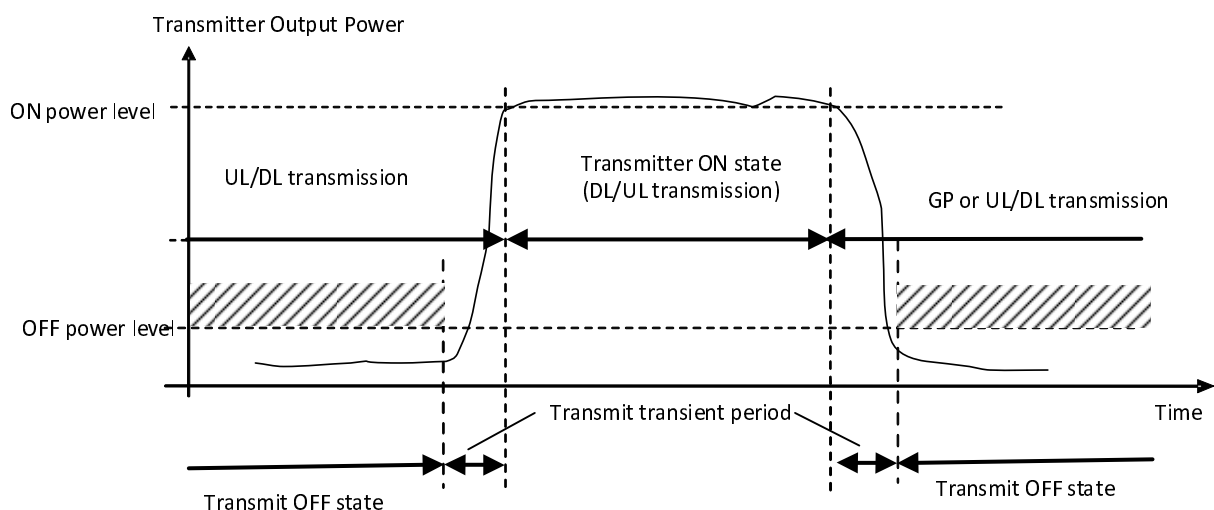 Transmitter Output Power
ON power level
UL/DL transmission
Transmitter ON state
(DL/UL transmission)
GP or UL/DL transmission
OFF power level
Transmit transient period
Time
Transmit OFF state
Transmit OFF state